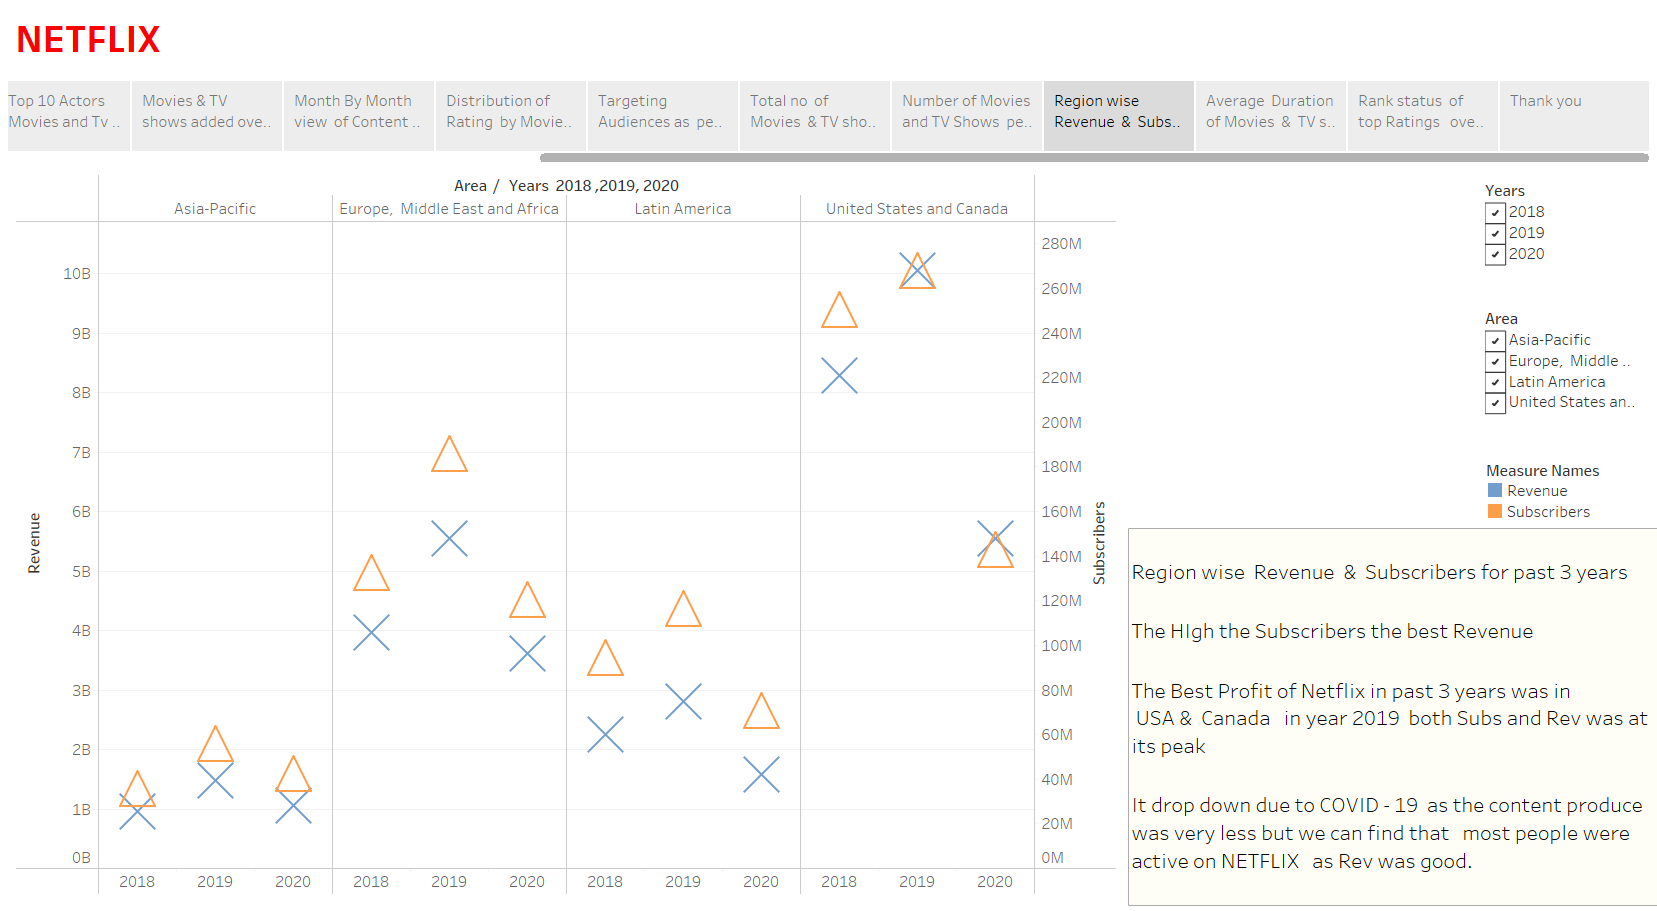 NETFLIX
Top 10 Actors
Movies and Tv ..
Movies & TV
shows added ove..
Month By Month
view of Content ..
Distribution of
Rating by Movie..
Targeting
Audiences as pe..
Total no of
Movies & TV sho..
Number of Movies
and TV Shows pe..
Region wise
Revenue & Subs..
Average Duration
of Movies & TV s..
Rank status of
top Ratings ove..
Thank you
Area / Years 2018 ,2019, 2020
Asia-Pacific
Europe, Middle East and Africa
Latin America
United States and Canada
Revenue
10B
9B
8B
7B
6B
5B
4B
3B
2B
1B
0B
280M
260M
240M
220M
200M
180M
160M
140M
120M
100M
80M
60M
40M
20M
0M
Subscribers
2018 2019 2020 2018 2019 2020 2018 2019 2020 2018 2019 2020
Years
2018
2019
2020
Area
Asia-Pacific
Europe, Middle ..
Latin America
United States an..
Measure Names
Revenue
Subscribers
Region wise Revenue & Subscribers for past 3 years
The HIgh the Subscribers the best Revenue
The Best Profit of Netflix in past 3 years was in
USA & Canada in year 2019 both Subs and Rev was at
its peak
It drop down due to COVID - 19 as the content produce
was very less but we can find that most people were
active on NETFLIX as Rev was good.